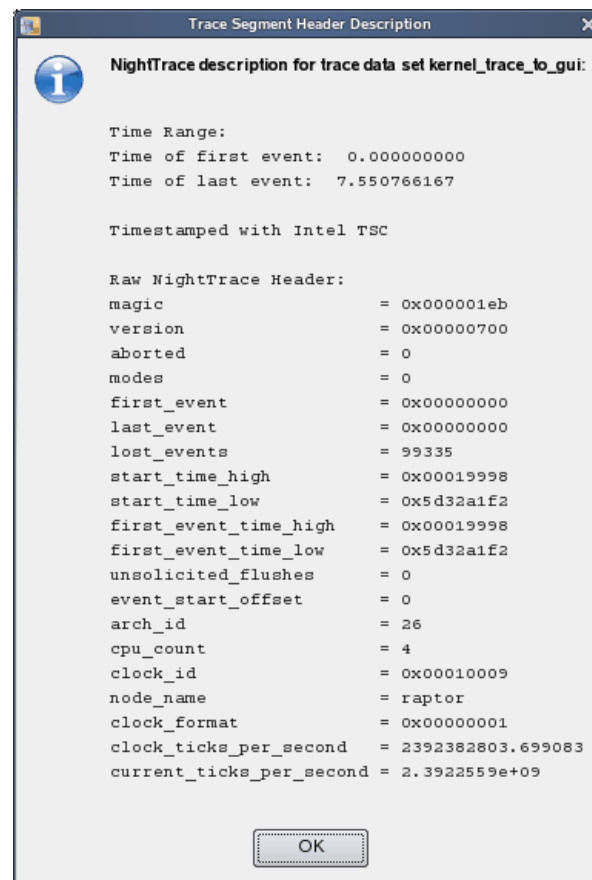 Trace Segment Header Description
NightTrace description for trace data set kernel_trace_to_gui:
Time Range:
Time of first event: 0.000000000
Time of last event: 7.550766167
Timestamped with Intel TSC
Raw NightTrace Header:
magic = 0x000001eb
version = 0x00000700
aborted = 0
modes = 0
first_event = 0x00000000
last_event = 0x00000000
lost_events = 99335
start_time_high = 0x00019998
start_time_low = 0x5d32a1f2
first_event_time_high = 0x00019998
first_event_time_low = 0x5d32a1f2
unsolicited_flushes = 0
event_start_offset = 0
arch_id = 26
cpu_count = 4
clock_id = 0x00010009
node_name = raptor
clock_format = 0x00000001
clock_ticks_per_second = 2392382803.699083
current_ticks_per_second = 2.3922559e+09
OK